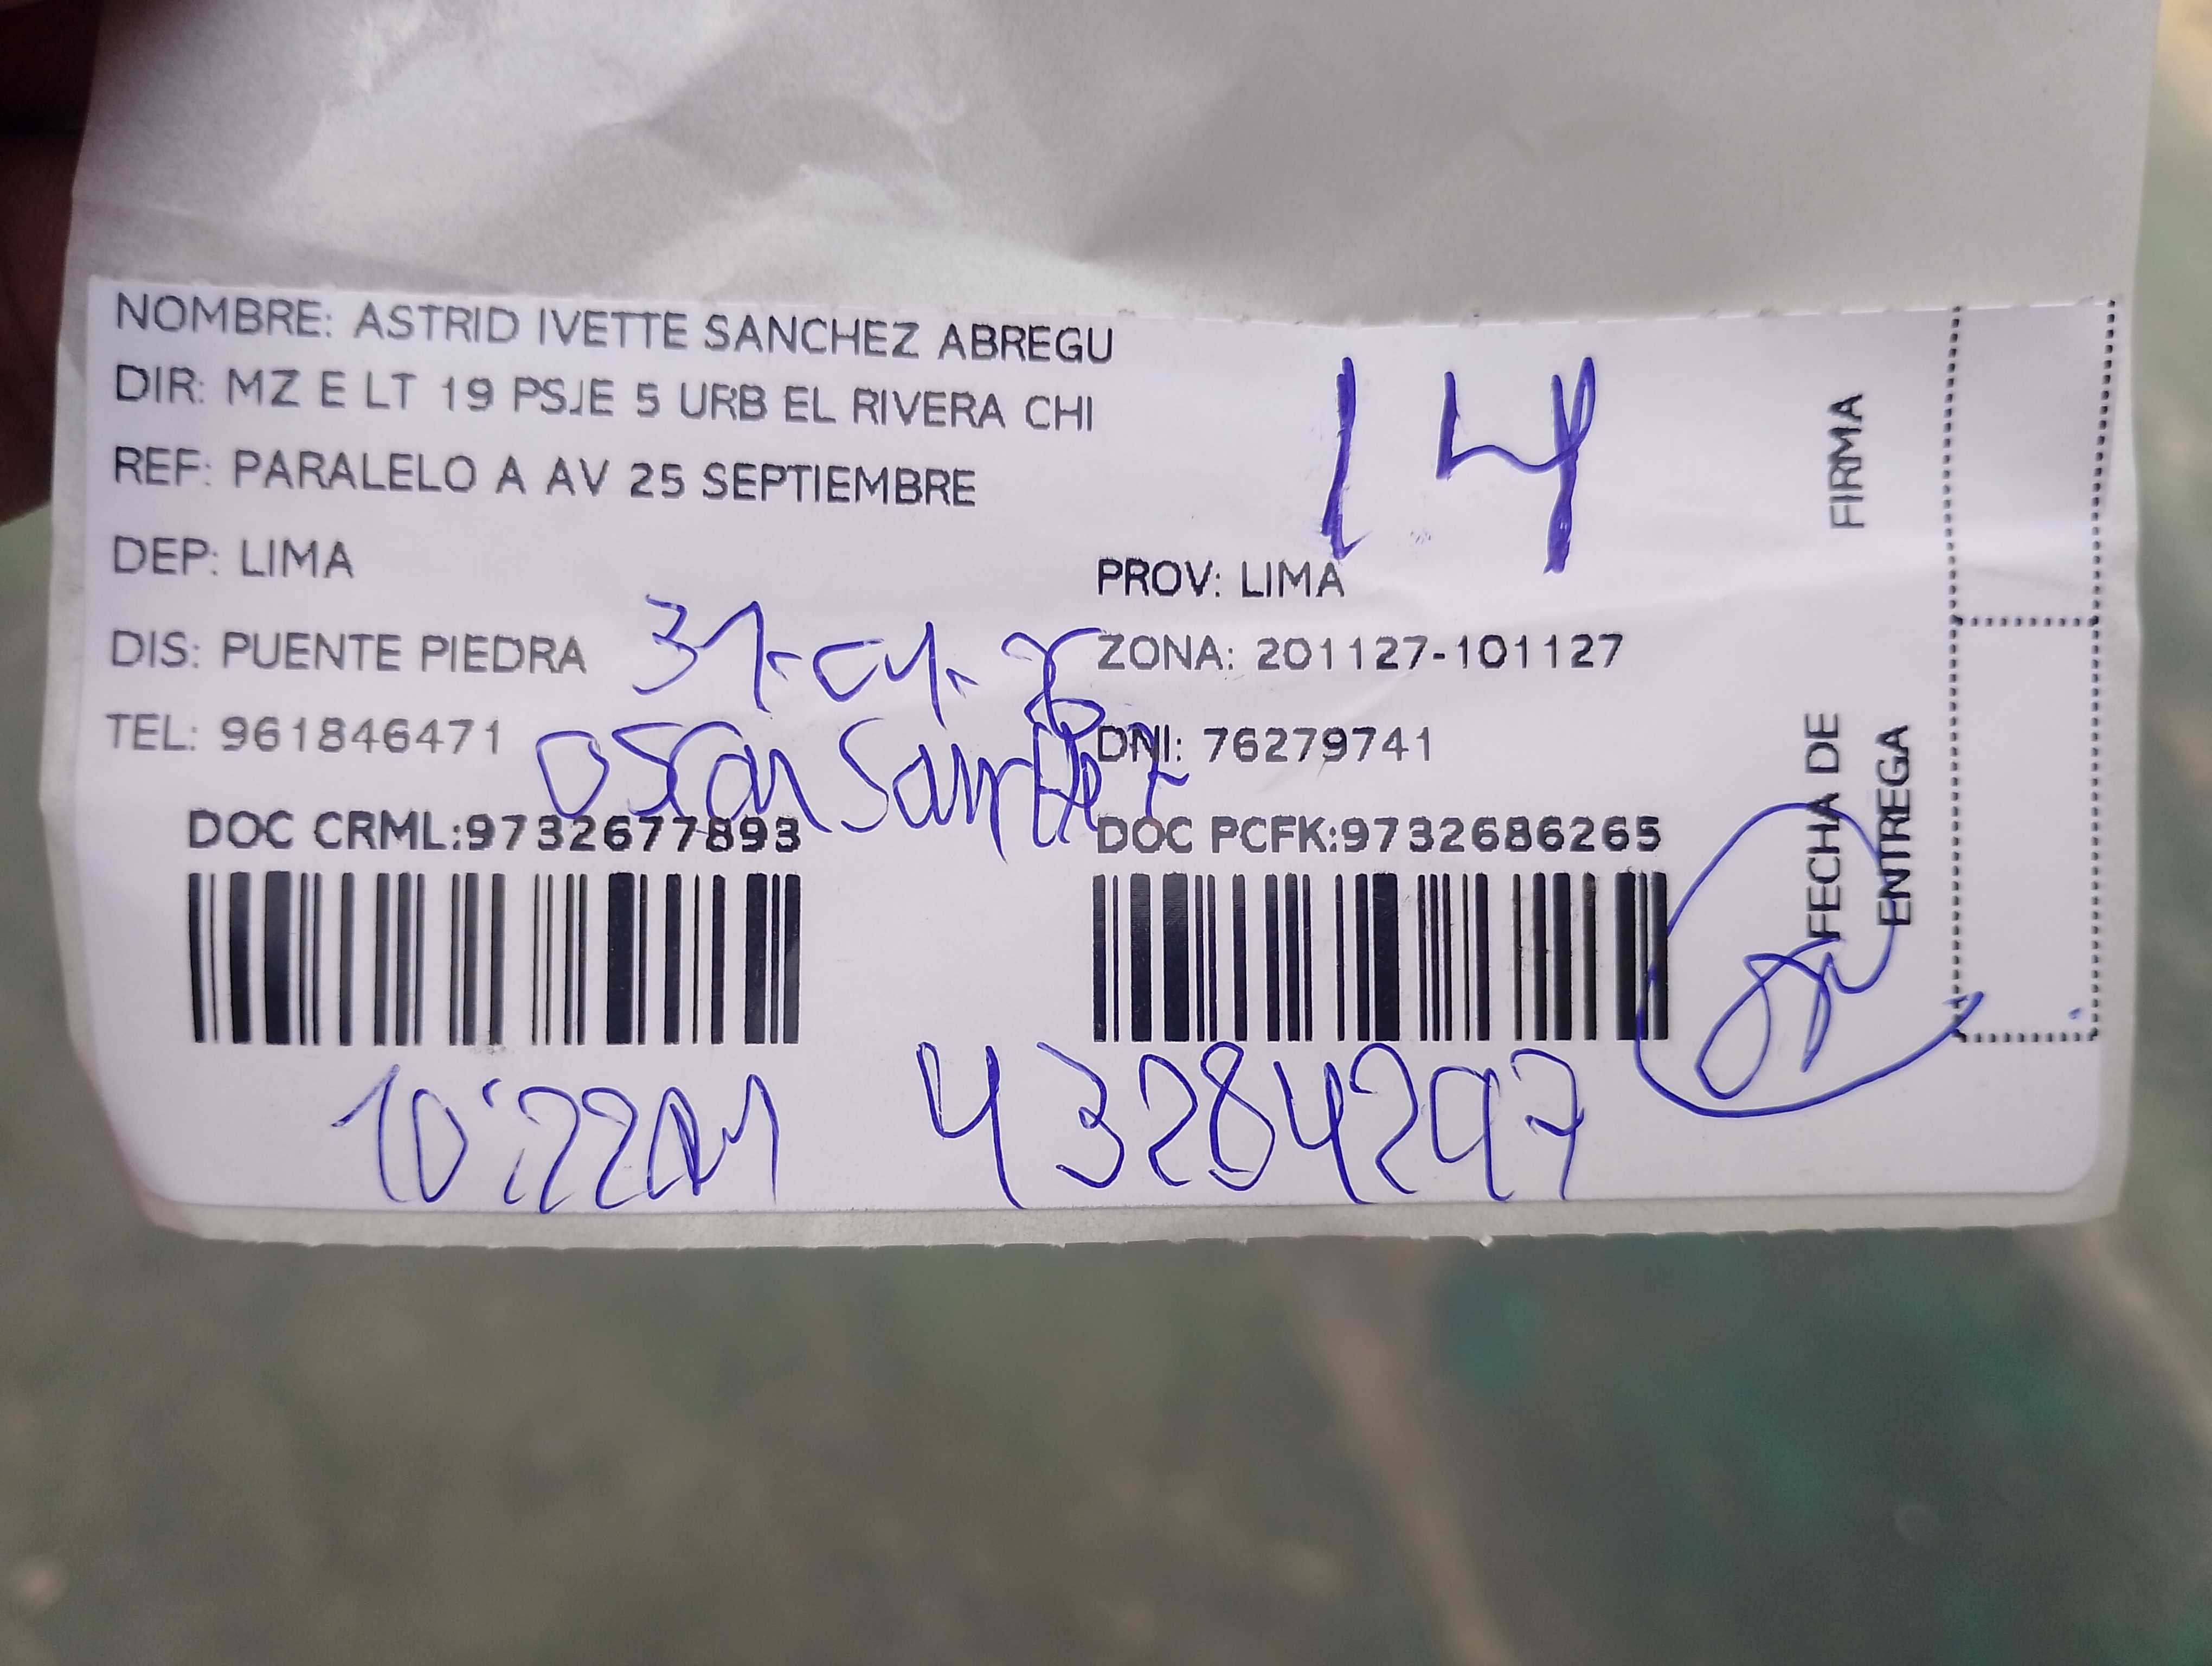 NOMBRE: ASTRID IVETTE SANCHEZ ABREGU
DIR: MZ E LT 19 PSJE 5 URB EL RIVERA CHI
REF: PARALELO A AV 25 SEPTIEMBRE
14
FIRMA
DEP: LIMA
PROV: LIMA
DIS: PUENTE PIEDRA
ZONA: 201127-101127
TEL: 961846471
Oscar Sanchez
DNI: 76279741
FECHA DE
ENTREGA
DOC CRML:9732677893
DOC PCFK:9732686265
10:22AM
43284297